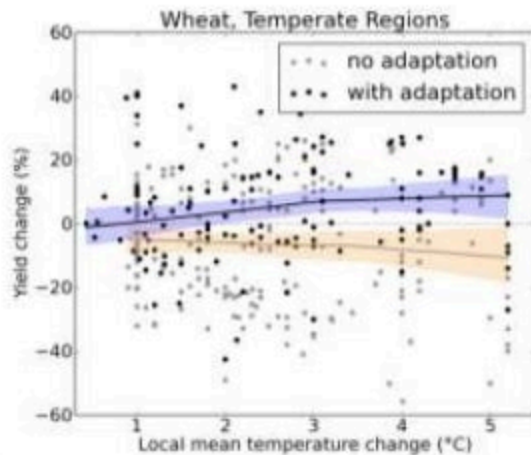 Wheat, Temperate Regions
60
no adaptation
with adaptation
40
20
0
−20
−40
−60
Yield change (%)
1 2 3 4 5
Local mean temperature change (°C)